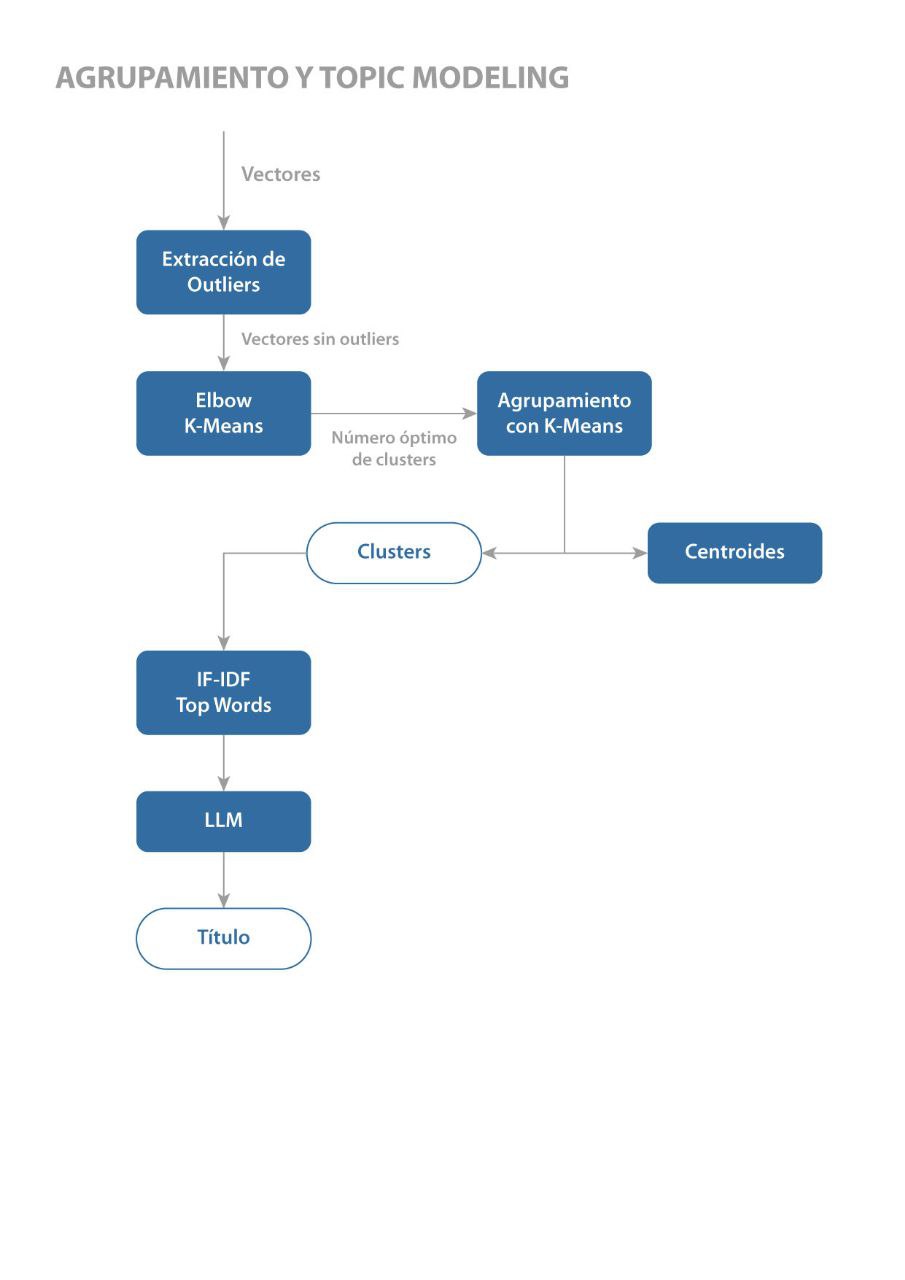 AGRUPAMIENTO Y TOPIC MODELING
Vectores
Extracción de
Outliers
Vectores sin outliers
Elbow
K-Means
Número óptimo
de clusters
Agrupamiento
con K-Means
Clusters
Centroides
IF-IDF
Top Words
LLM
Título